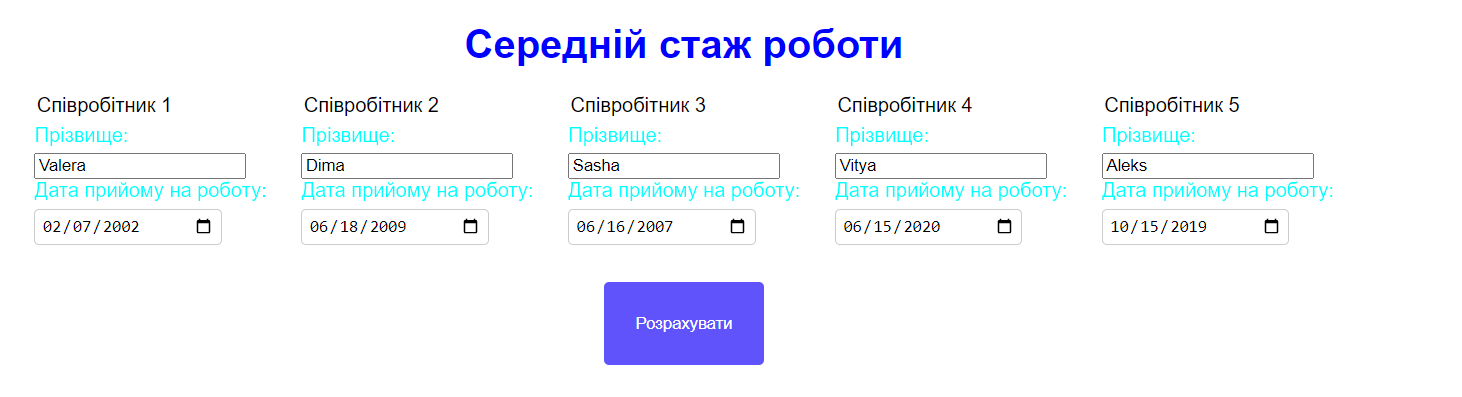 Середній стаж роботи
Співробітник 1 Співробітник 2 Співробітник 3 Співробітник 4 Співробітник 5
Прізвище: Прізвище: Прізвище: Прізвище: Прізвище:
Valera Dima Sasha Vitya Aleks
Дата прийому на роботу: Дата прийому на роботу: Дата прийому на роботу: Дата прийому на роботу: Дата прийому на роботу:
02/07/2002 06/18/2009 06/16/2007 06/15/2020 10/15/2019
Розрахувати